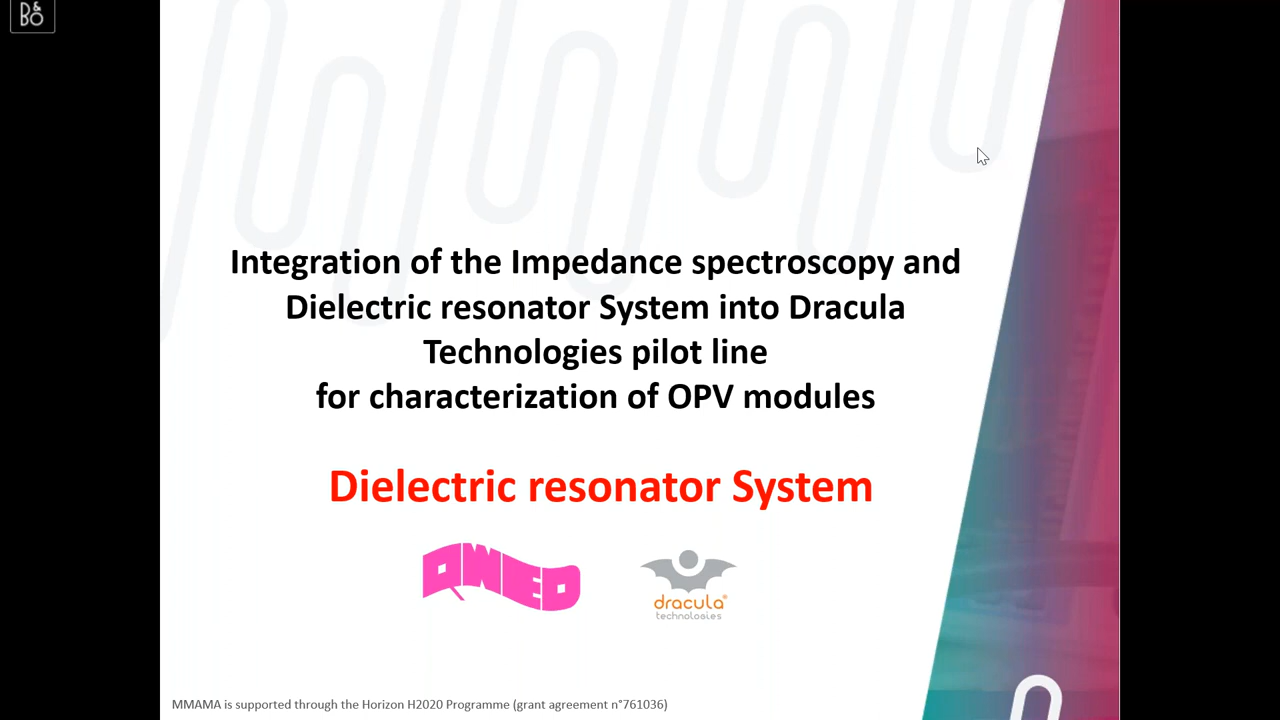 B&O
Integration of the Impedance spectroscopy and
Dielectric resonator System into Dracula
Technologies pilot line
for characterization of OPV modules
Dielectric resonator System
QWED
dracula®
technologies
MMAMA is supported through the Horizon H2020 Programme (grant agreement n°761036)